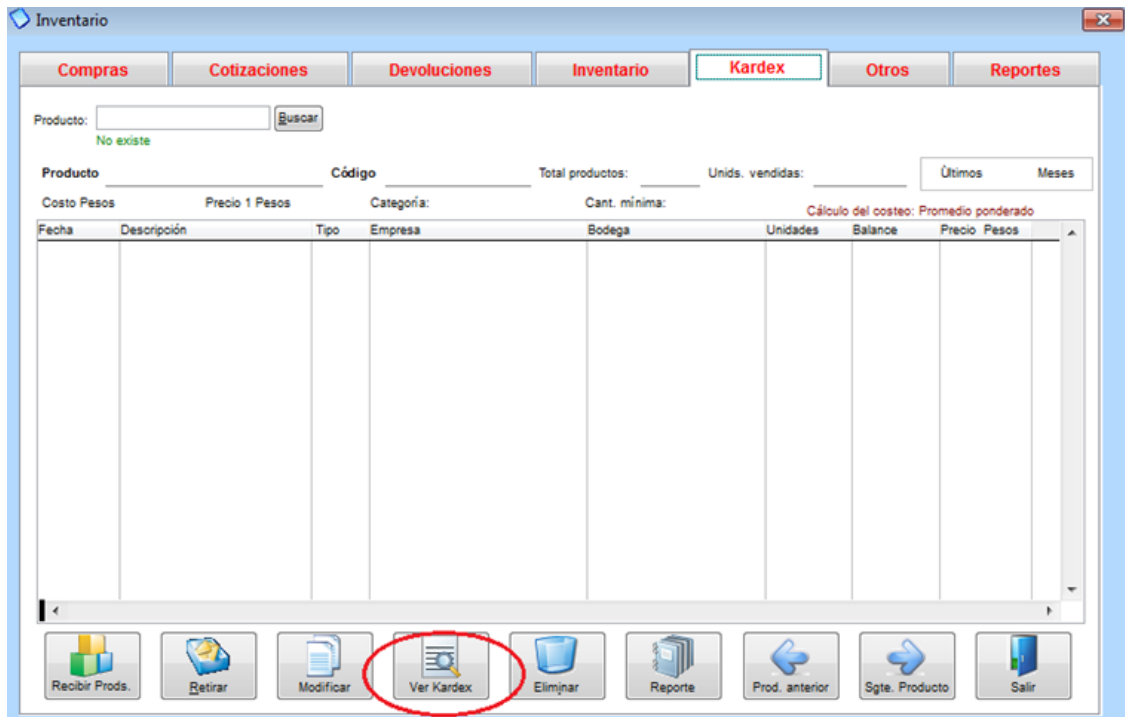 Inventario
Compras Cotizaciones Devoluciones Inventario Kardex Otros Reportes
Producto: Buscar
No existe
Producto Código Total productos: Unids. vendidas: Ùltimos Meses
Costo Pesos Precio 1 Pesos Categoría: Cant. mínima:
Cálculo del costeo: Promedio ponderado
Fecha Descripción Tipo Empresa Bodega Unidades Balance Precio Pesos
Recibir Prods. Retirar Modificar Ver Kardex Eliminar Reporte Prod. anterior Sgte. Producto Salir